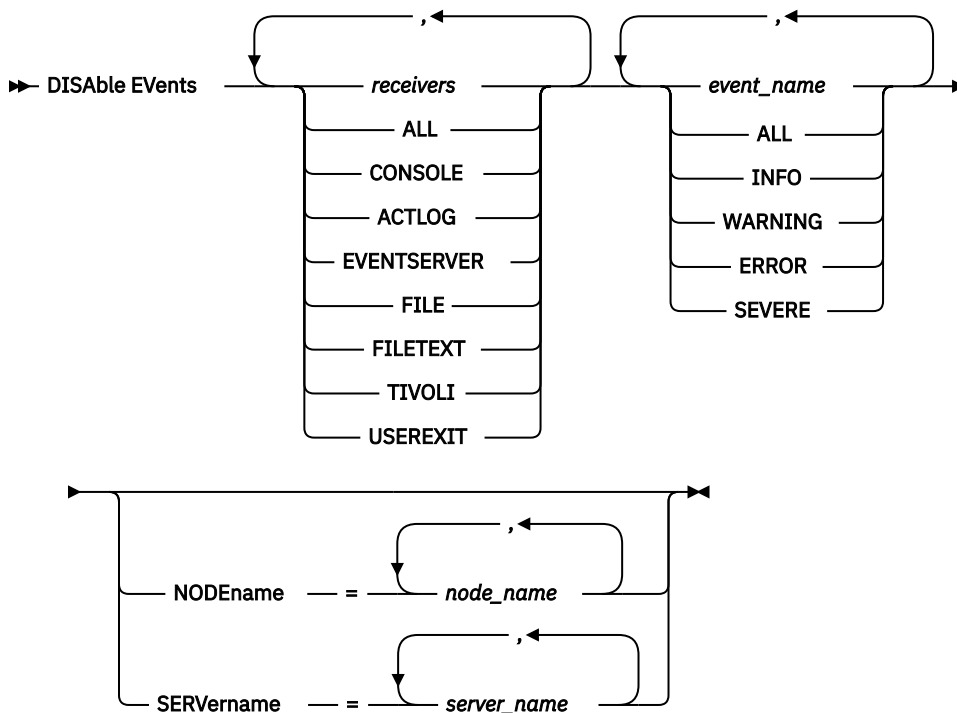 , ,
DISAble EVents receivers event_name
ALL ALL
CONSOLE INFO
ACTLOG WARNING
EVENTSERVER ERROR
FILE SEVERE
FILETEXT
TIVOLI
USEREXIT
,
NODEname = node_name
,
SERVername = server_name